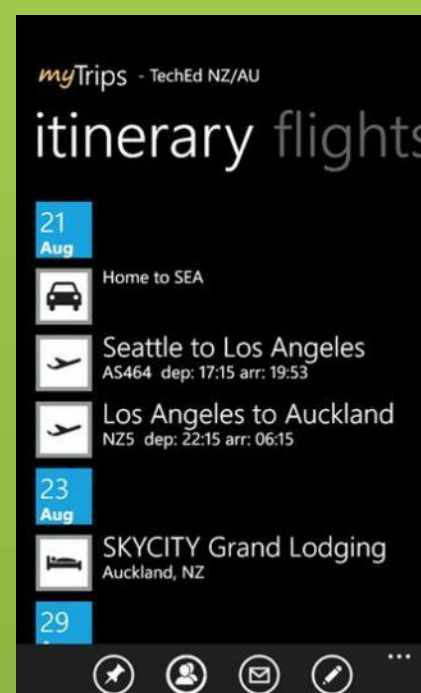 myTrips - TechEd NZ/AU
itinerary flights
21
Aug
Home to SEA
Seattle to Los Angeles
AS464 dep: 17:15 arr: 19:53
Los Angeles to Auckland
NZ5 dep: 22:15 arr: 06:15
23
Aug
SKYCITY Grand Lodging
Auckland, NZ
29